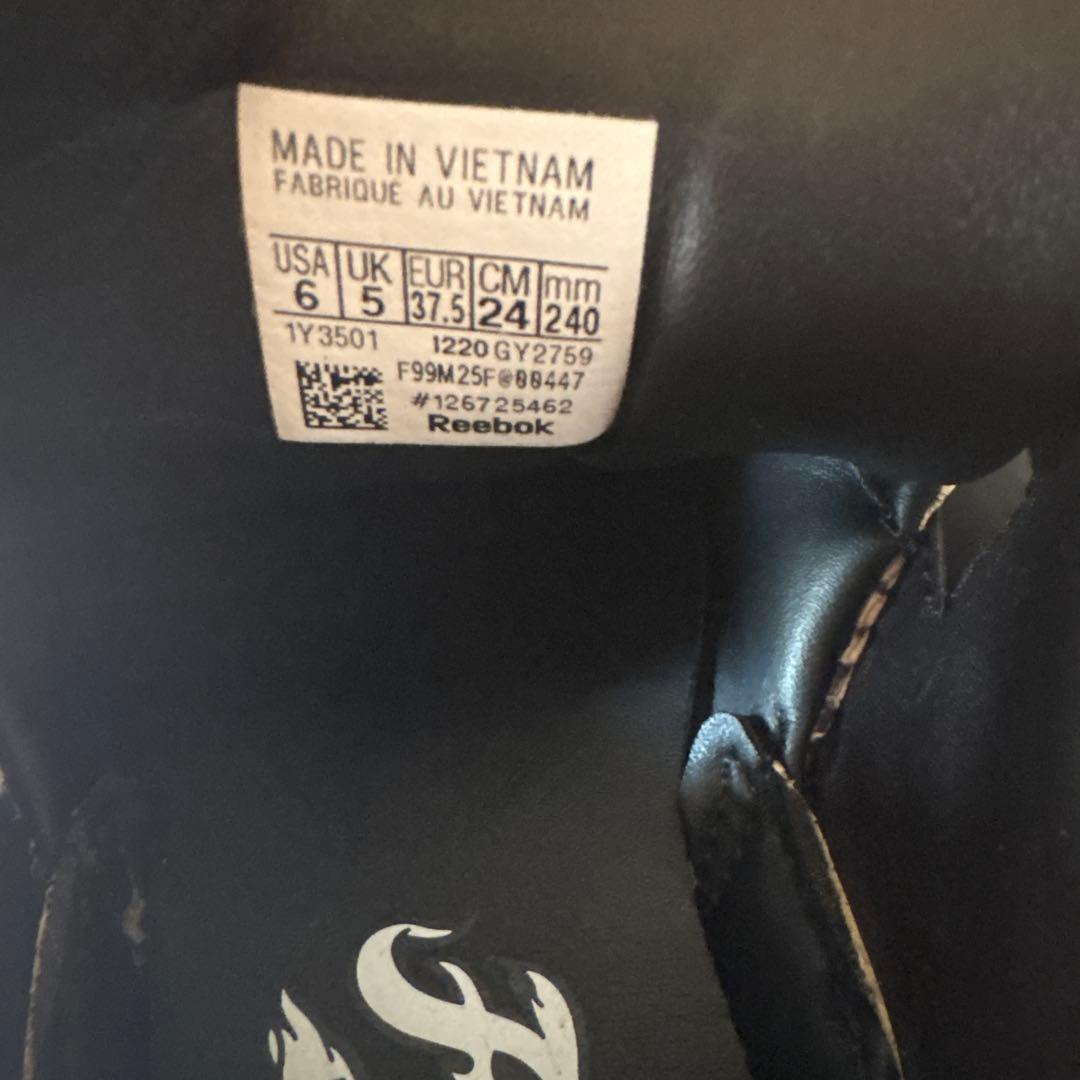 MADE IN VIETNAM
FABRIQUE AU VIETNAM
USA UK EUR CM mm
6 5 37.5 24 240
1Y3501 1220 GY2759
F99M25F@00447
#126725462
Reebok